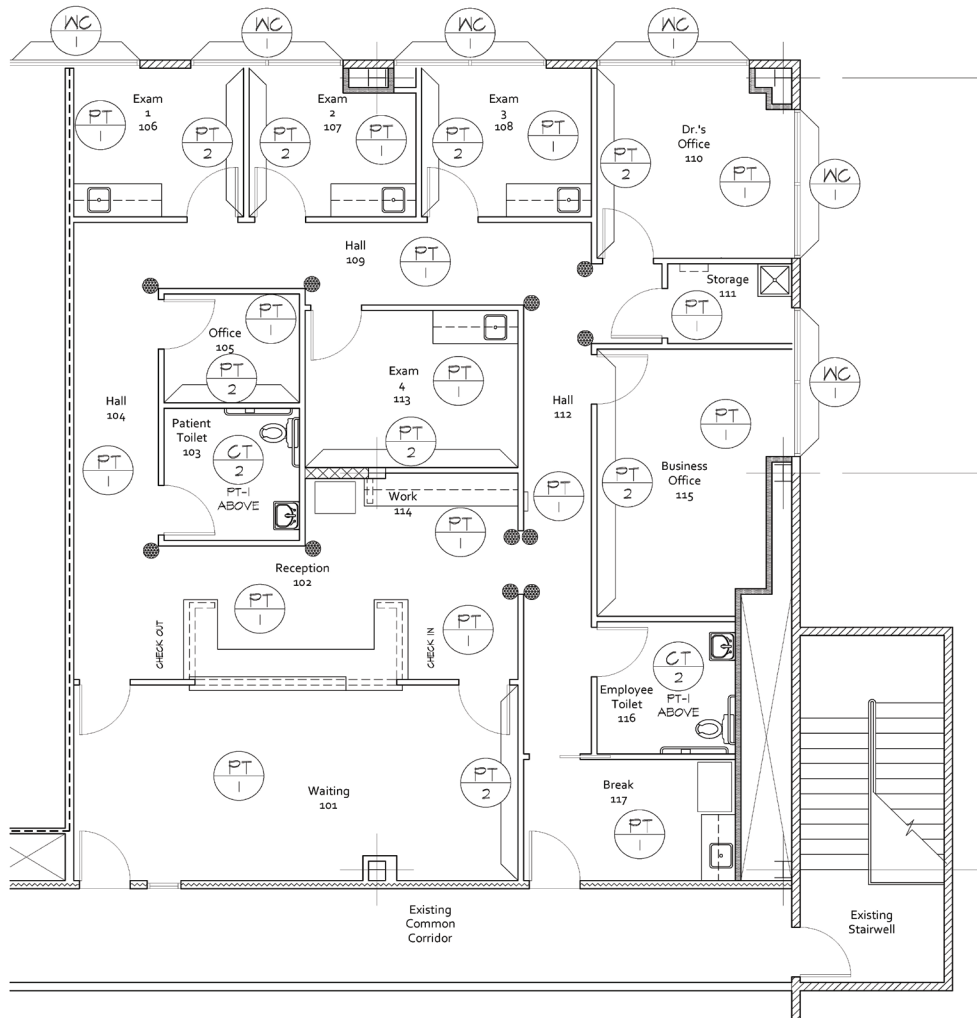 WC
1
WC
1
WC
1
WC
1
Exam
1
106
PT
1
PT
2
Exam
2
107
PT
2
PT
1
Exam
3
108
PT
2
PT
1
Dr.'s
Office
110
PT
2
PT
1
WC
1
Hall
109
PT
1
Storage
111
PT
1
Office
105
PT
1
PT
2
Exam
4
113
PT
1
PT
2
Hall
104
PT
1
Patient
Toilet
103
CT
2
PT-1
ABOVE
Hall
112
PT
1
WC
1
PT
1
Business
Office
115
PT
2
Work
114
PT
1
Reception
102
PT
1
PT
1
CHECK OUT
CHECK IN
Employee
Toilet
116
CT
2
PT-1
ABOVE
Waiting
101
PT
1
PT
2
Break
117
PT
1
Existing
Common
Corridor
Existing
Stairwell